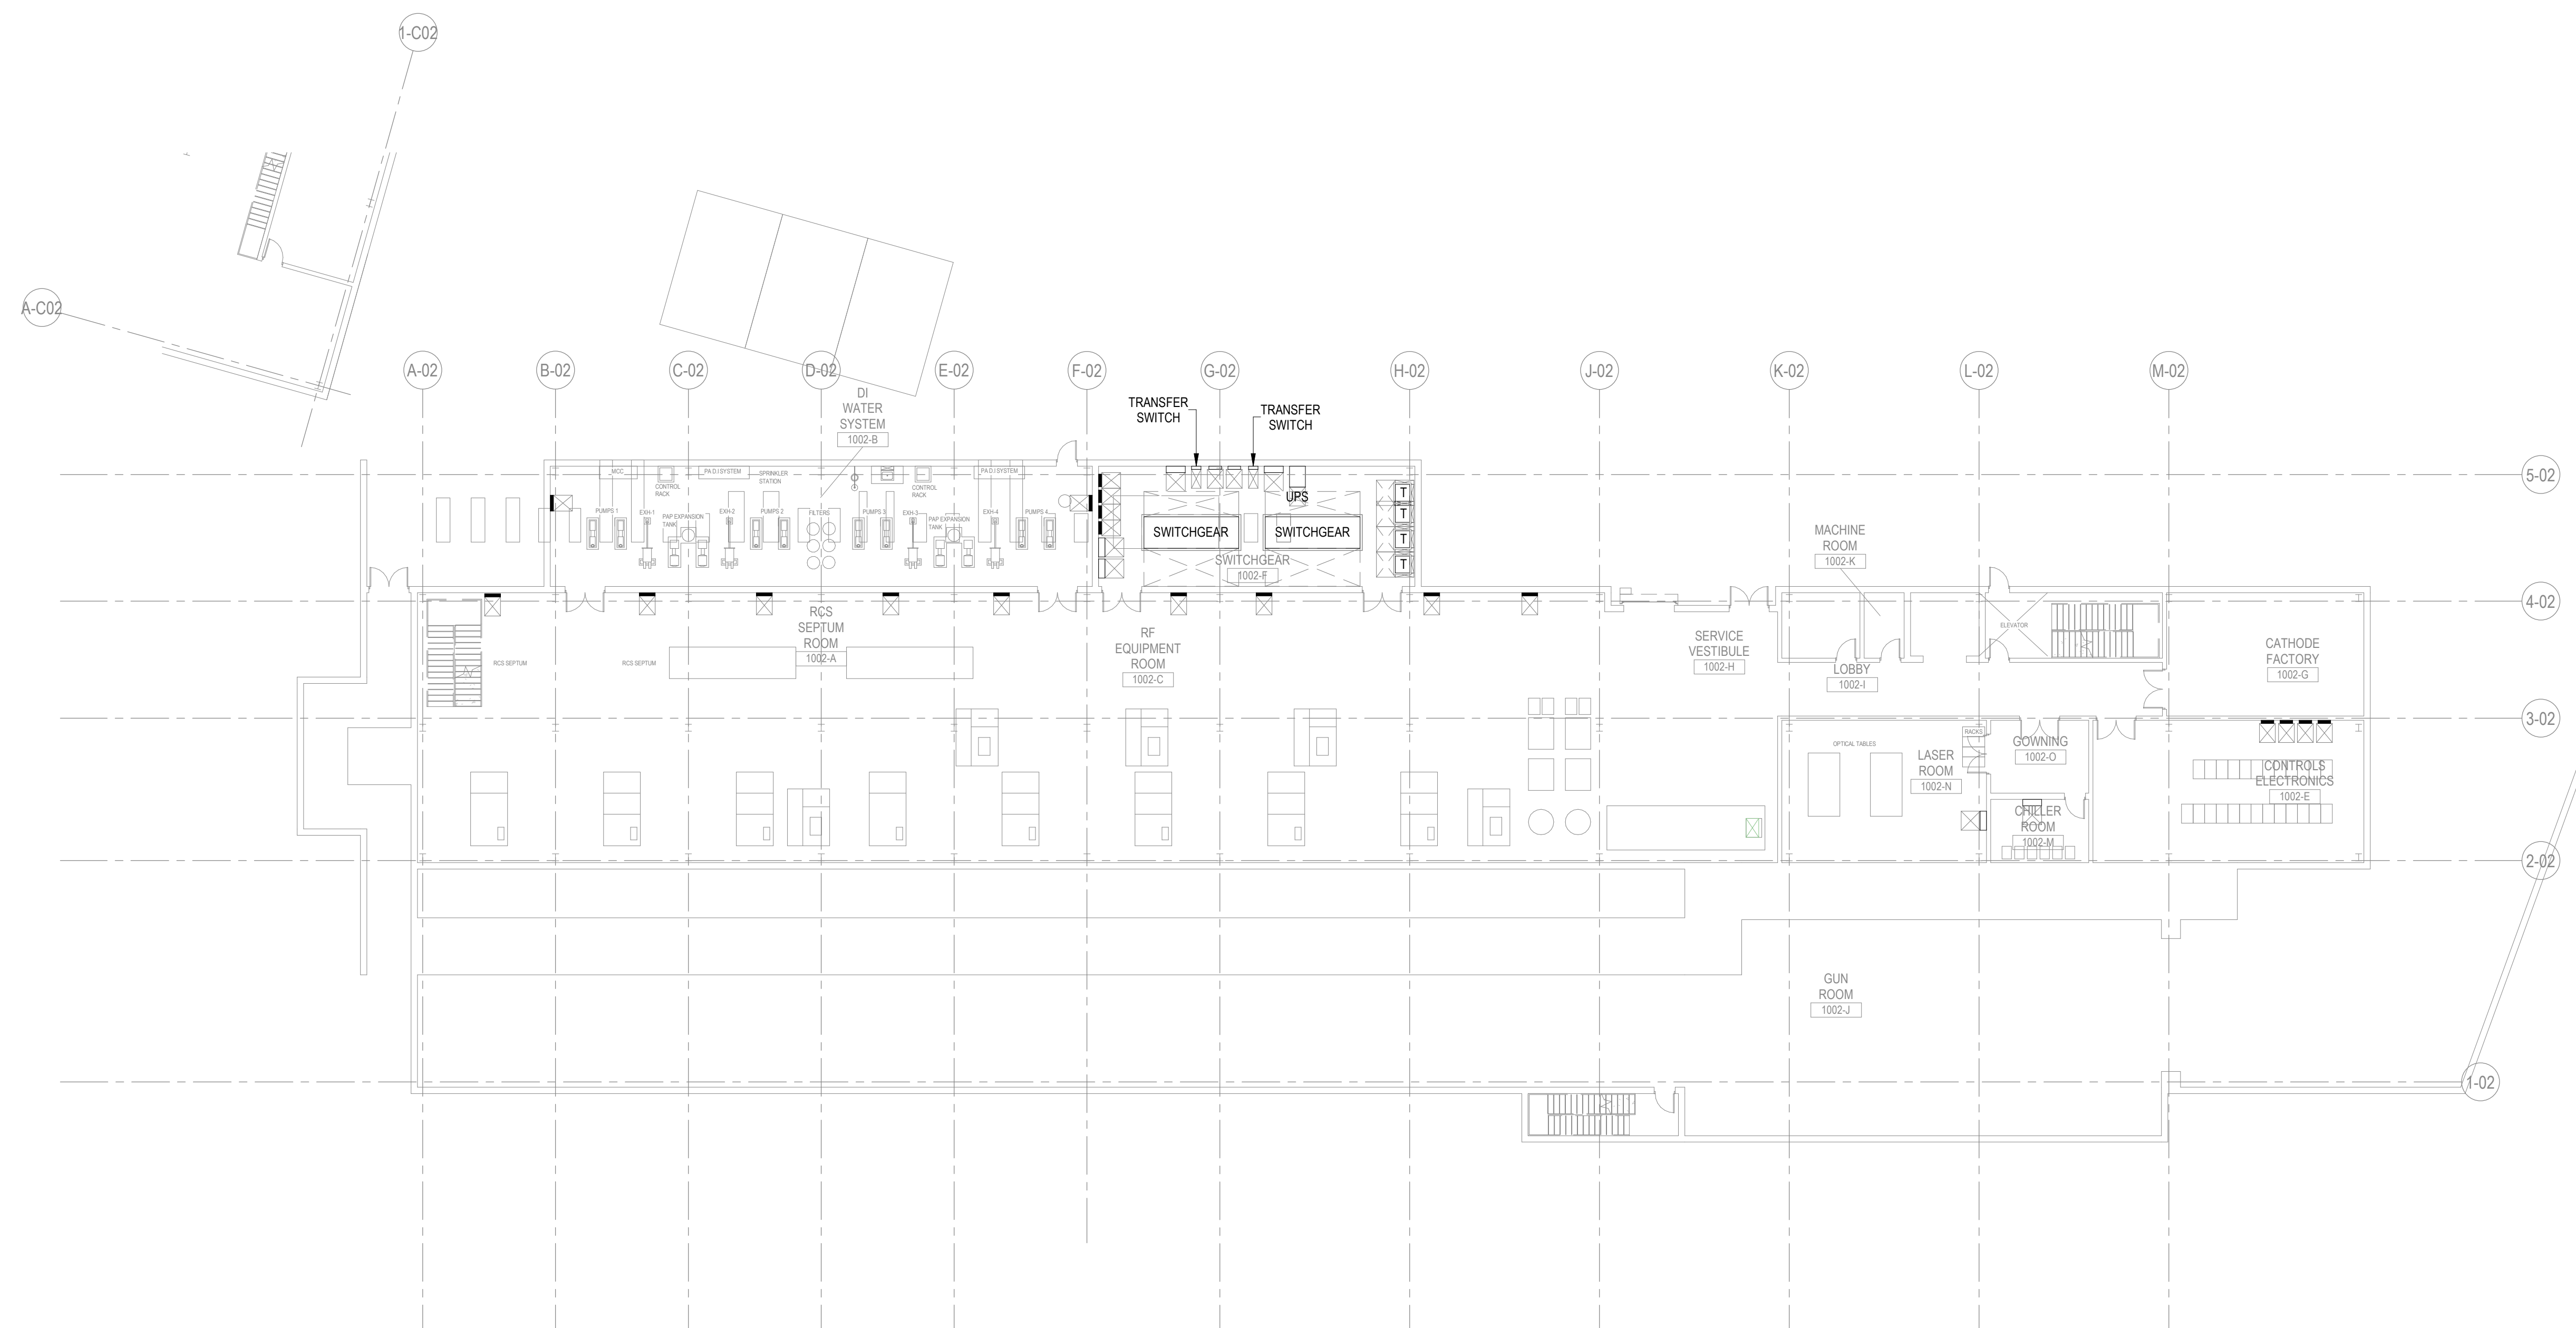 1-C02
A-C02
A-02
B-02
C-02
D-02
E-02
F-02
G-02
H-02
J-02
K-02
L-02
M-02
DI
WATER
SYSTEM
1002-B
TRANSFER
SWITCH
TRANSFER
SWITCH
5-02
MCC
CONTROL
RACK
PA D.I SYSTEM
SPRINKLER
STATION
CONTROL
RACK
PA D.I SYSTEM
PUMPS 1
EXH-1
PAP EXPANSION
TANK
EXH-2
PUMPS 2
FILTERS
PUMPS 3
EXH-3
PAP EXPANSION
TANK
EXH-4
PUMPS 4
UPS
T
T
T
T
SWITCHGEAR
SWITCHGEAR
SWITCHGEAR
1002-F
MACHINE
ROOM
1002-K
4-02
RCS SEPTUM
RCS SEPTUM
RCS
SEPTUM
ROOM
1002-A
RF
EQUIPMENT
ROOM
1002-C
SERVICE
VESTIBULE
1002-H
LOBBY
1002-I
ELEVATOR
CATHODE
FACTORY
1002-G
3-02
OPTICAL TABLES
LASER
ROOM
1002-N
RACKS
GOWNING
1002-O
CHILLER
ROOM
1002-M
CONTROLS
ELECTRONICS
1002-E
2-02
GUN
ROOM
1002-J
1-02